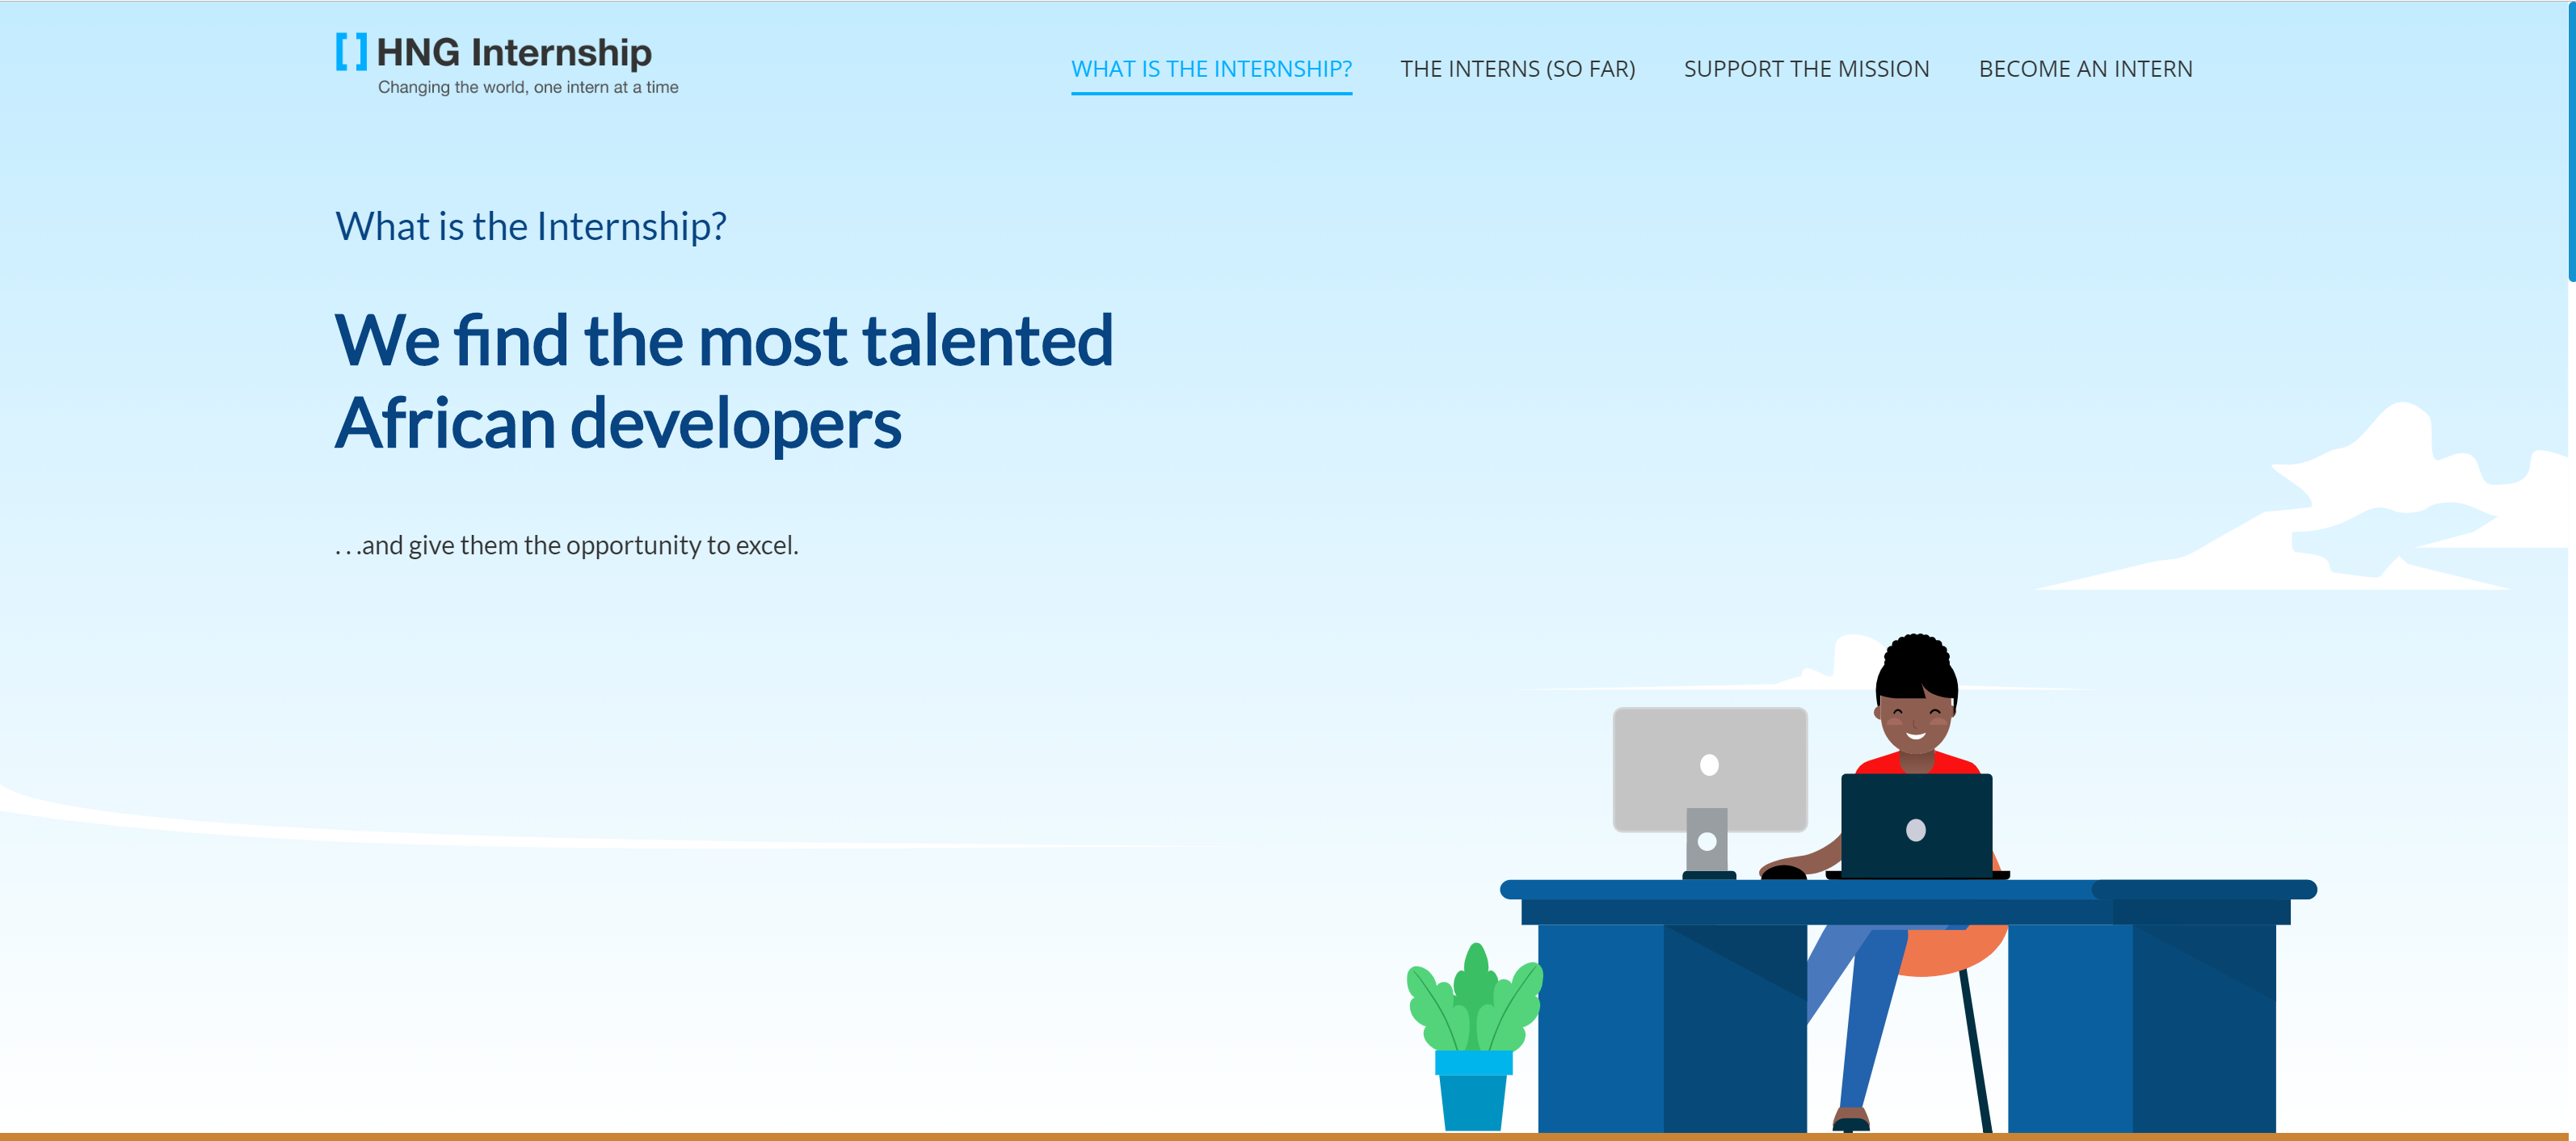 [ ] HNG Internship
Changing the world, one intern at a time
WHAT IS THE INTERNSHIP? THE INTERNS (SO FAR) SUPPORT THE MISSION BECOME AN INTERN
What is the Internship?
We find the most talented
African developers
. . .and give them the opportunity to excel.